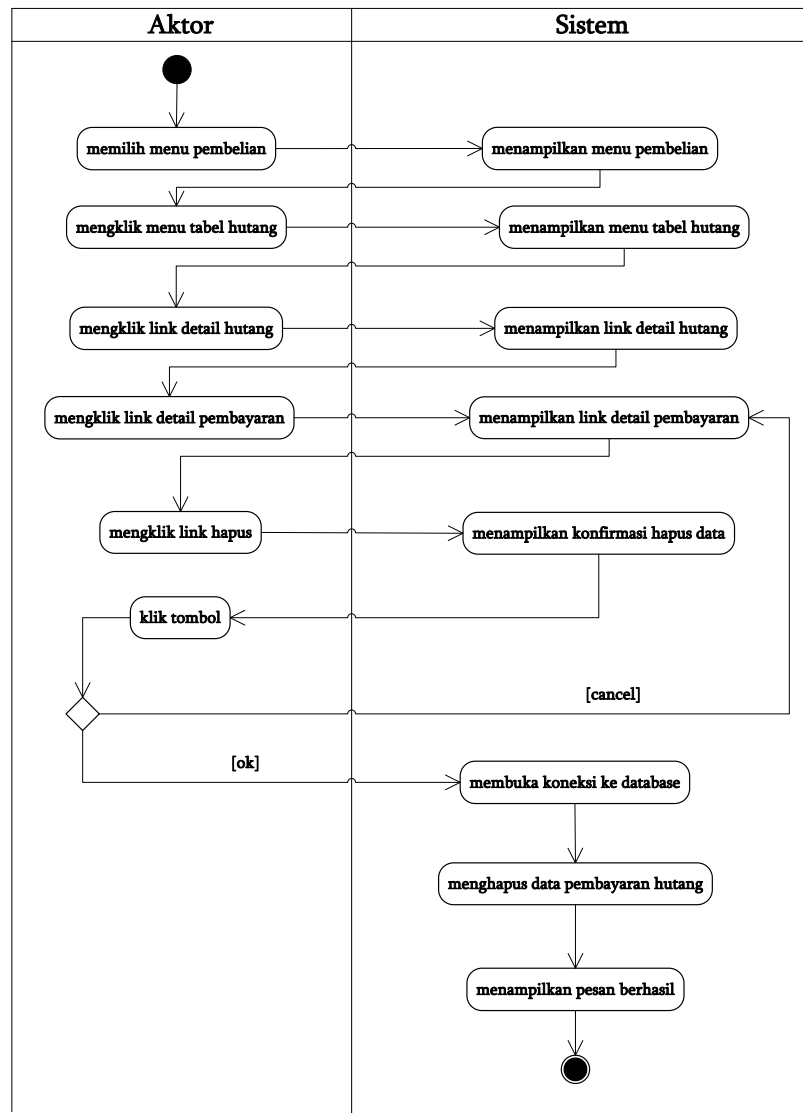 Aktor
Sistem
memilih menu pembelian
menampilkan menu pembelian
mengklik menu tabel hutang
menampilkan menu tabel hutang
mengklik link detail hutang
menampilkan link detail hutang
mengklik link detail pembayaran
menampilkan link detail pembayaran
mengklik link hapus
menampilkan konfirmasi hapus data
klik tombol
[cancel]
[ok]
membuka koneksi ke database
menghapus data pembayaran hutang
menampilkan pesan berhasil